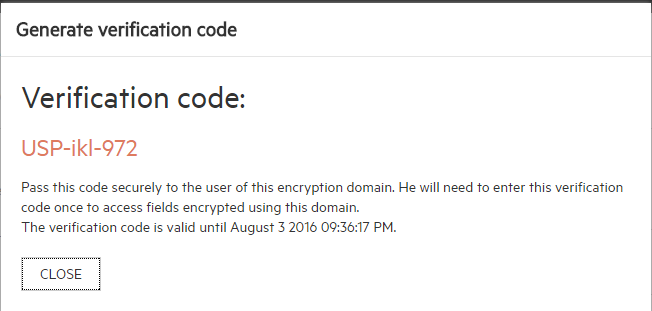 Generate verification code
Verification code:
USP-ikl-972
Pass this code securely to the user of this encryption domain. He will need to enter this verification
code once to access fields encrypted using this domain.
The verification code is valid until August 3 2016 09:36:17 PM.
CLOSE